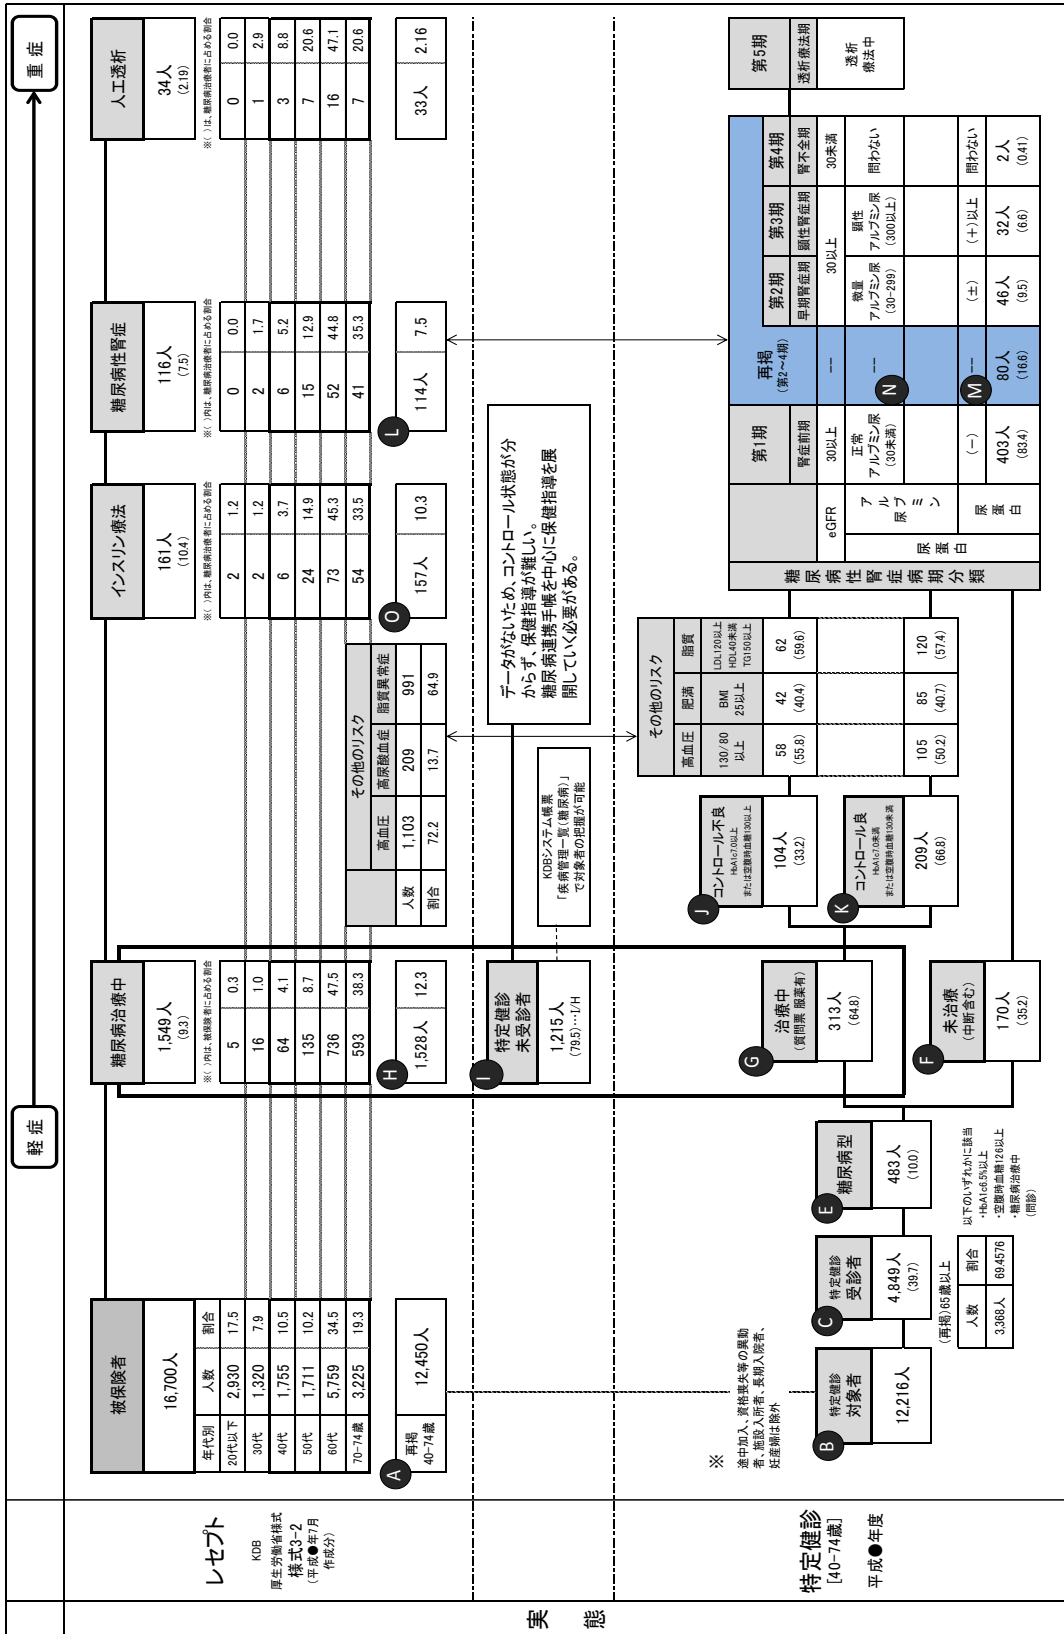 軽症
重症
実態
レセプト
KDB
厚生労働省様式
様式3-2
(平成●年7月
作成分)
被保険者
16,700人
年代別 人数 割合
20代以下 2,930 17.5
30代 1,320 7.9
40代 1,755 10.5
50代 1,711 10.2
60代 5,759 34.5
70-74歳 3,225 19.3
A
再掲
40-74歳
12,450人
糖尿病治療中
1,549人
(9.3)
※( )内は、被保険者に占める割合
5 0.3
16 1.0
64 4.1
135 8.7
736 47.5
593 38.3
H
1,528人 12.3
その他のリスク
高血圧 高尿酸血症 脂質異常症
人数 1,103 209 991
割合 72.2 13.7 64.9
インスリン療法
161人
(10.4)
※( )内は、糖尿病治療者に占める割合
2 1.2
2 1.2
6 3.7
24 14.9
73 45.3
54 33.5
O
157人 10.3
糖尿病性腎症
116人
(7.5)
※( )内は、糖尿病治療者に占める割合
0 0.0
2 1.7
6 5.2
15 12.9
52 44.8
41 35.3
L
114人 7.5
人工透析
34人
(2.19)
※( )は、糖尿病治療者に占める割合
0 0.0
1 2.9
3 8.8
7 20.6
16 47.1
7 20.6
33人 2.16
I
特定健診
未受診者
1,215人
(79.5)…I/H
KDBシステム帳票
「疾病管理一覧(糖尿病)」
で対象者の把握が可能
データがないため、コントロール状態が分
からず、保健指導が難しい。
糖尿病連携手帳を中心に保健指導を展
開していく必要がある。
特定健診
[40-74歳]
平成●年度
※
途中加入、資格喪失等の異動
者、施設入所者、長期入院者、
妊産婦は除外
B
特定健診
対象者
12,216人
C
特定健診
受診者
4,849人
(39.7)
(再掲)65歳以上
人数 割合
3,368人 69.4576
E
糖尿病型
483人
(10.0)
以下のいずれかに該当
・HbA1c6.5%以上
・空腹時血糖126以上
・糖尿病治療中
(問診)
G
治療中
(質問票 服薬有)
313人
(64.8)
F
未治療
(中断含む)
170人
(35.2)
J
コントロール不良
HbA1c7.0以上
または空腹時血糖130以上
104人
(33.2)
K
コントロール良
HbA1c7.0未満
または空腹時血糖130未満
209人
(66.8)
その他のリスク
高血圧 肥満 脂質
130/80
以上
BMI
25以上
LDL120以上
HDL40未満
TG150以上
58
(55.8)
42
(40.4)
62
(59.6)
105
(50.2)
85
(40.7)
120
(57.4)
糖尿病性腎症病期分類
eGFR
尿蛋白
尿アルブミン
尿蛋白
第1期
腎症前期
30以上
正常
アルブミン尿
(30未満)
(－)
403人
(83.4)
再掲
(第2～4期)
--
--
N
M
--
80人
(16.6)
第2期
早期腎症期
30以上
微量
アルブミン尿
(30-299)
(±)
46人
(9.5)
第3期
顕性腎症期
顕性
アルブミン尿
(300以上)
(＋)以上
32人
(6.6)
第4期
腎不全期
30未満
問わない
問わない
2人
(0.41)
第5期
透析療法期
透析
療法中